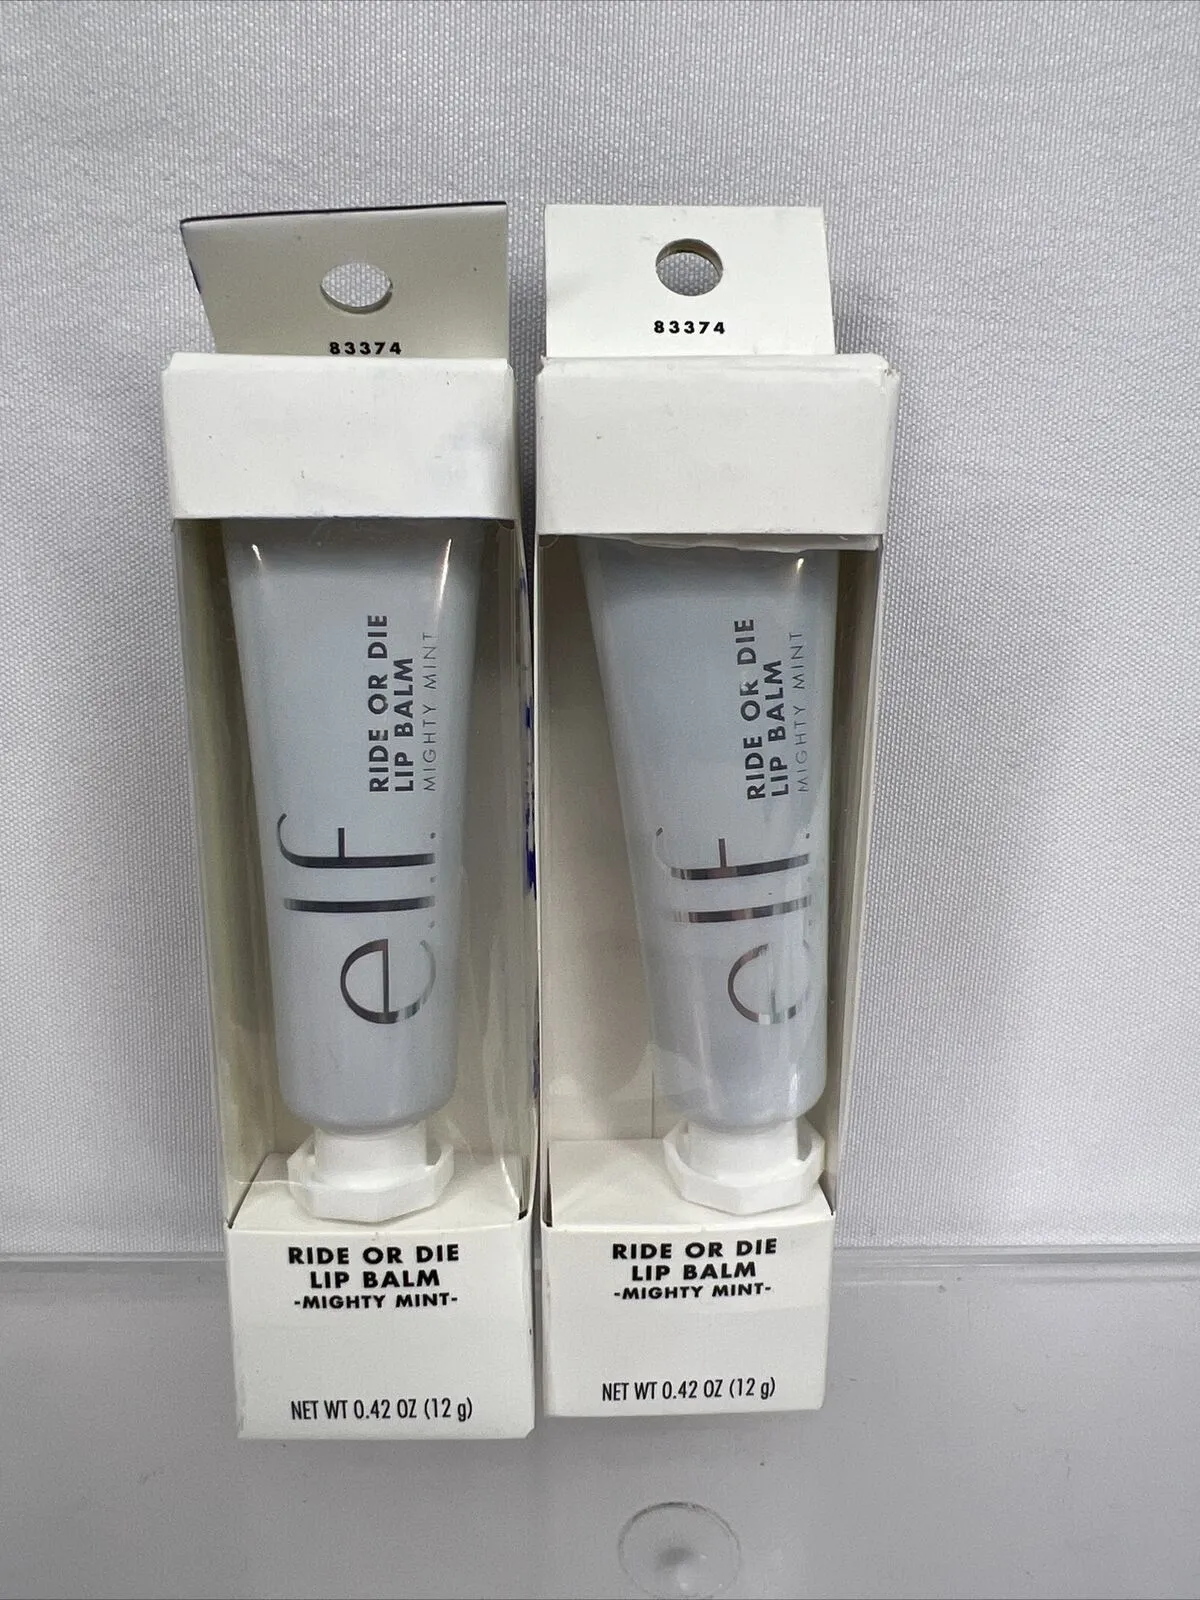 83374
RIDE OR DIE
LIP BALM
MIGHTY MINT
e.l.f.
RIDE OR DIE
LIP BALM
-MIGHTY MINT-
NET WT 0.42 OZ (12 g)
83374
RIDE OR DIE
LIP BALM
MIGHTY MINT
e.l.f.
RIDE OR DIE
LIP BALM
-MIGHTY MINT-
NET WT 0.42 OZ (12 g)